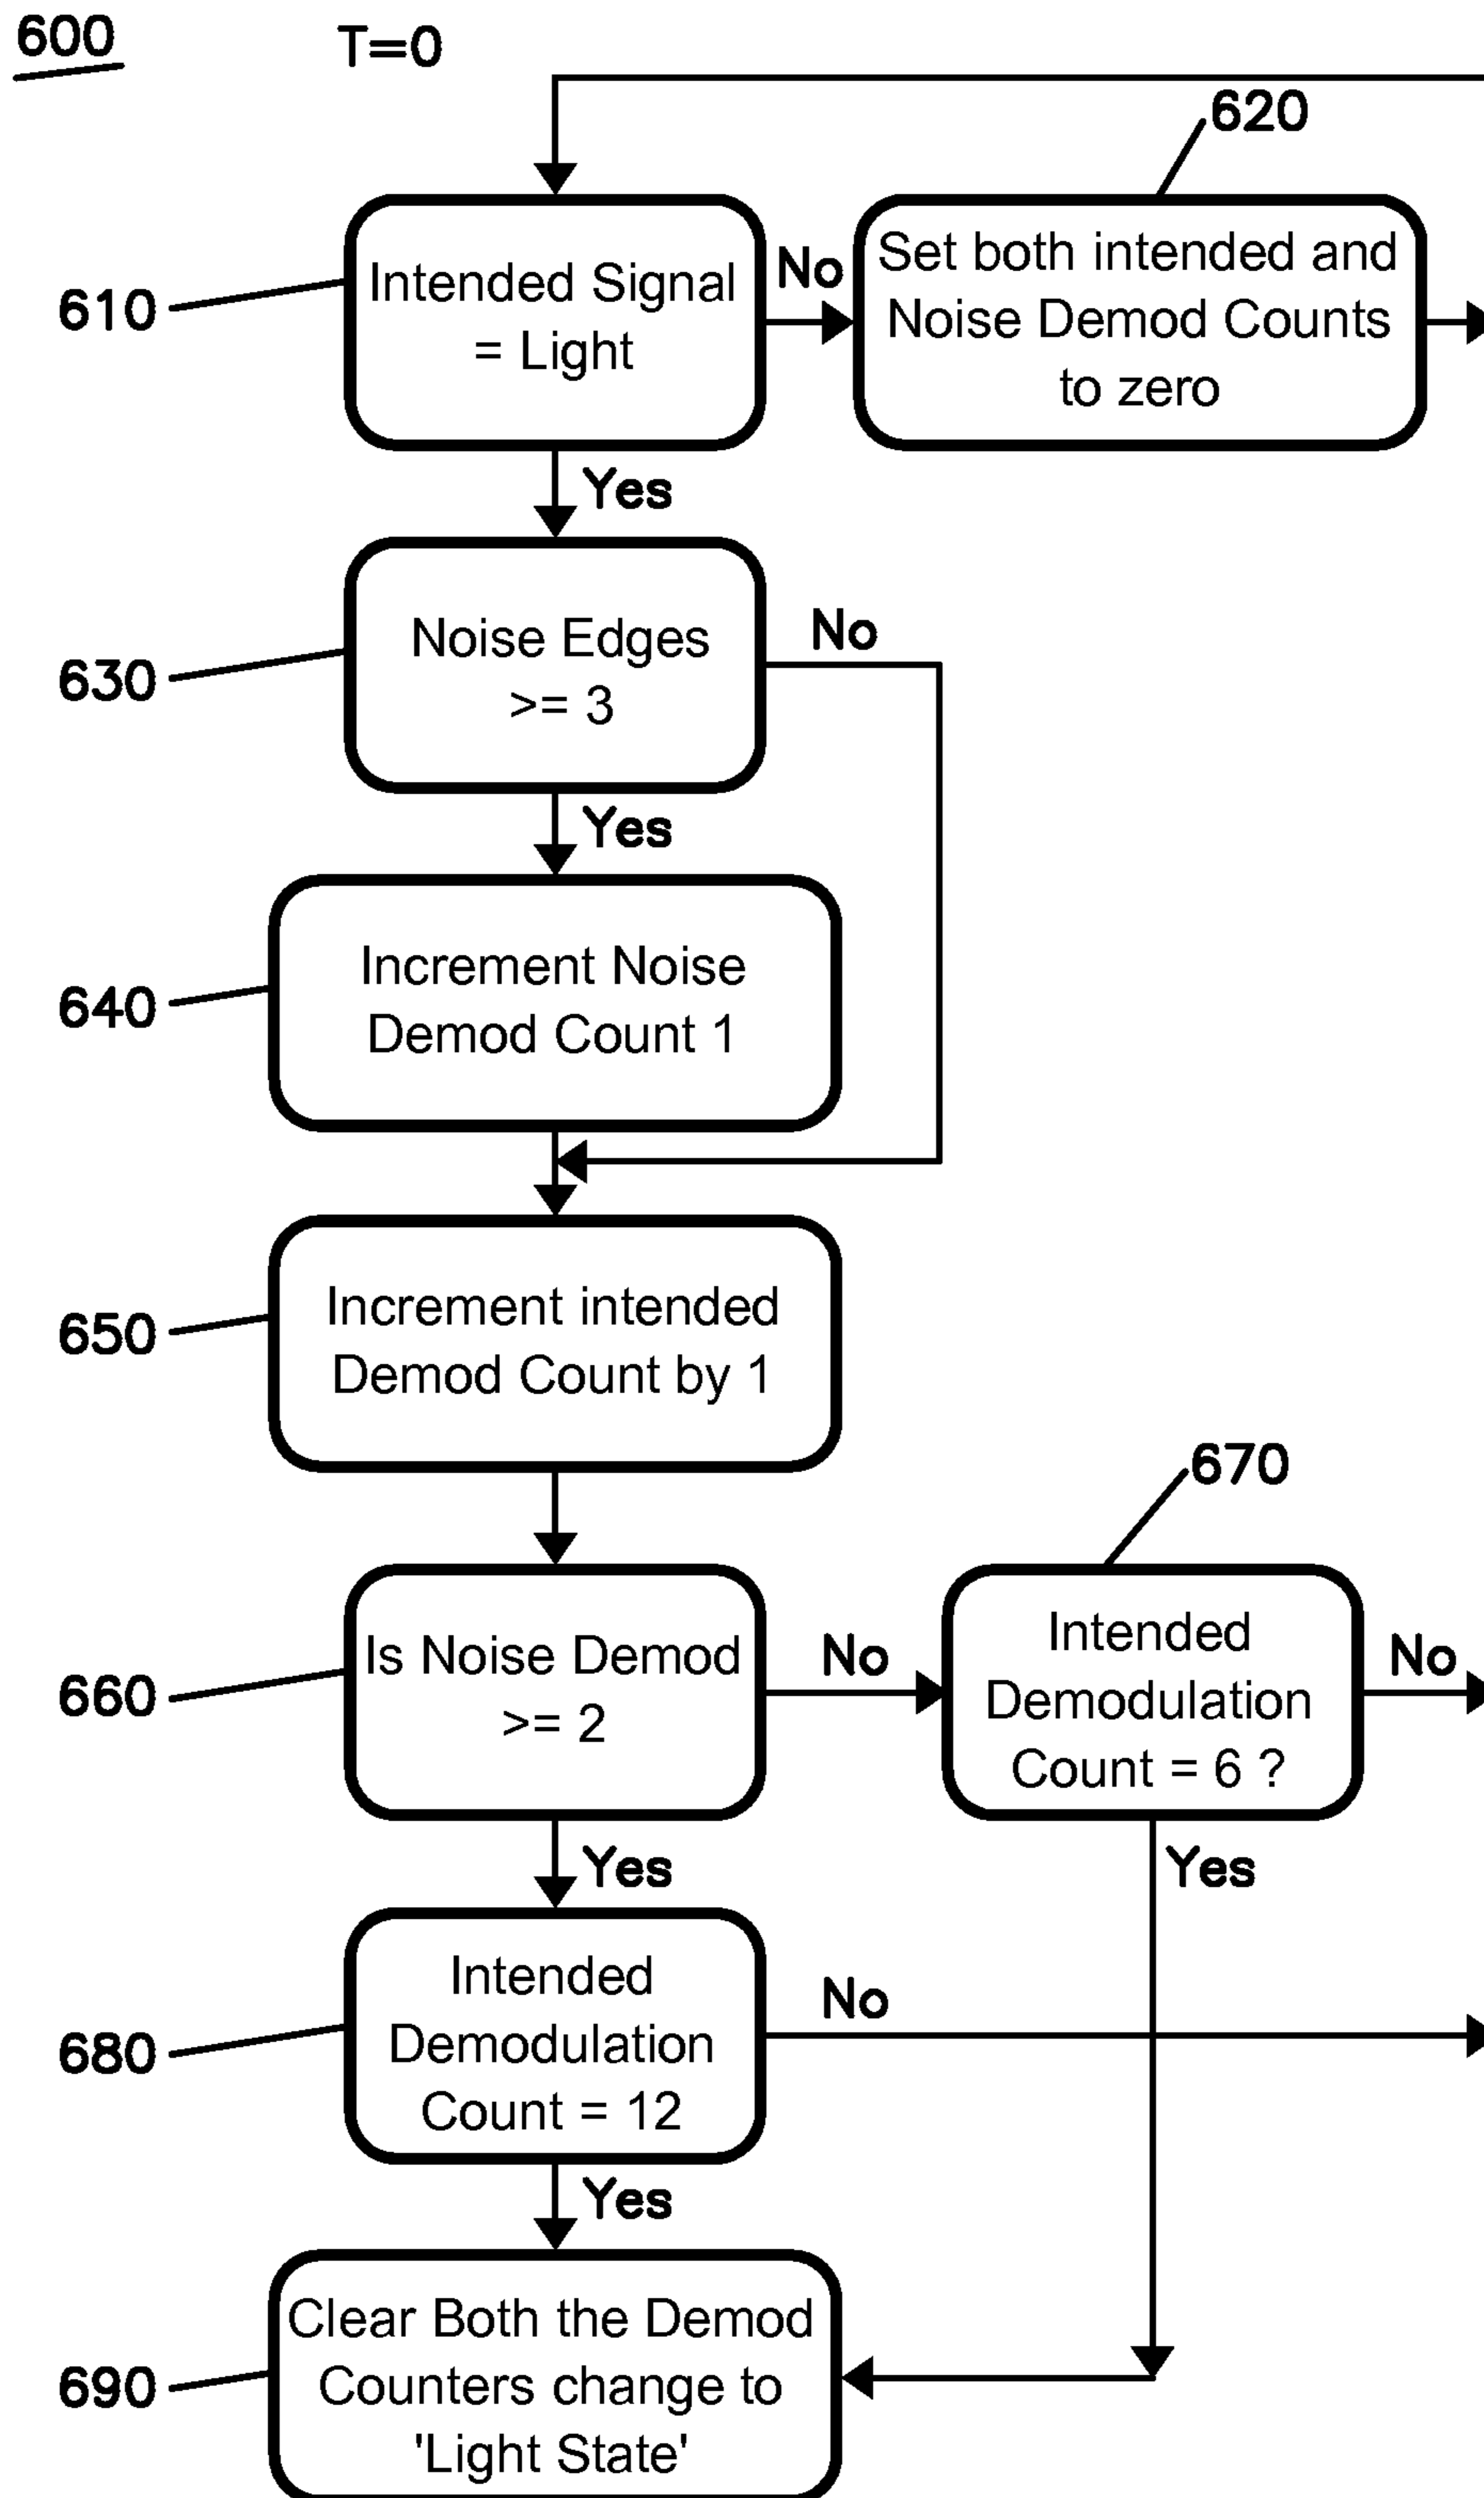 600
T=0
620
Intended Signal
= Light
610
No
Set both intended and
Noise Demod Counts
to zero
Yes
Noise Edges
>= 3
630
No
Yes
Increment Noise
Demod Count 1
640
Increment intended
Demod Count by 1
650
670
Is Noise Demod
>= 2
660
No
Intended
Demodulation
Count = 6 ?
No
Yes
Yes
Intended
Demodulation
Count = 12
680
No
Yes
Clear Both the Demod
Counters change to
'Light State'
690